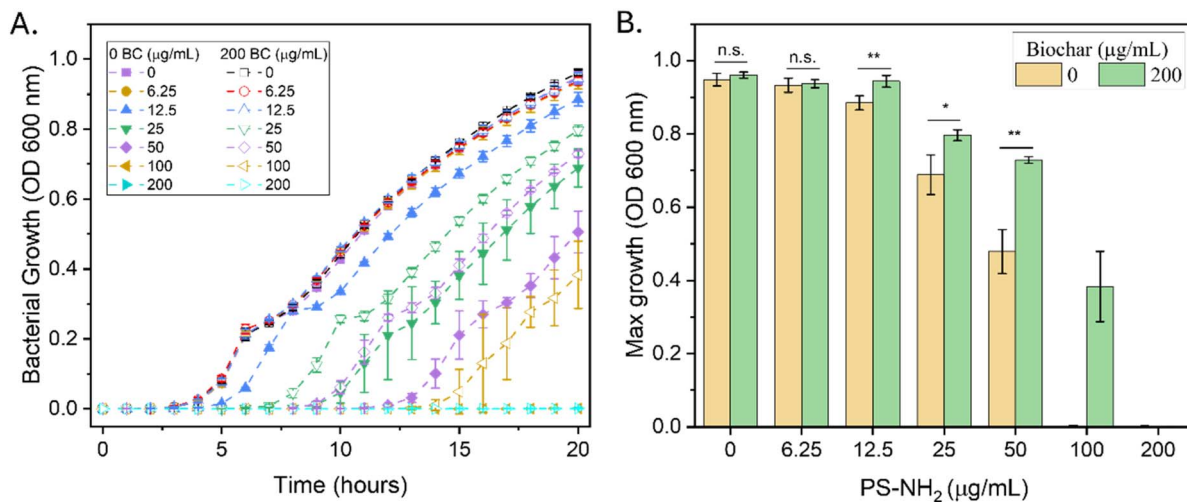 A.
0 BC (μg/mL) 200 BC (μg/mL)
0 0
6.25 6.25
12.5 12.5
25 25
50 50
100 100
200 200
Bacterial Growth (OD 600 nm)
1.0
0.8
0.6
0.4
0.2
0.0
0 5 10 15 20
Time (hours)
B.
Biochar (μg/mL)
0 200
n.s. n.s. ** * **
Max growth (OD 600 nm)
1.0
0.8
0.6
0.4
0.2
0.0
0 6.25 12.5 25 50 100 200
PS-NH₂ (μg/mL)